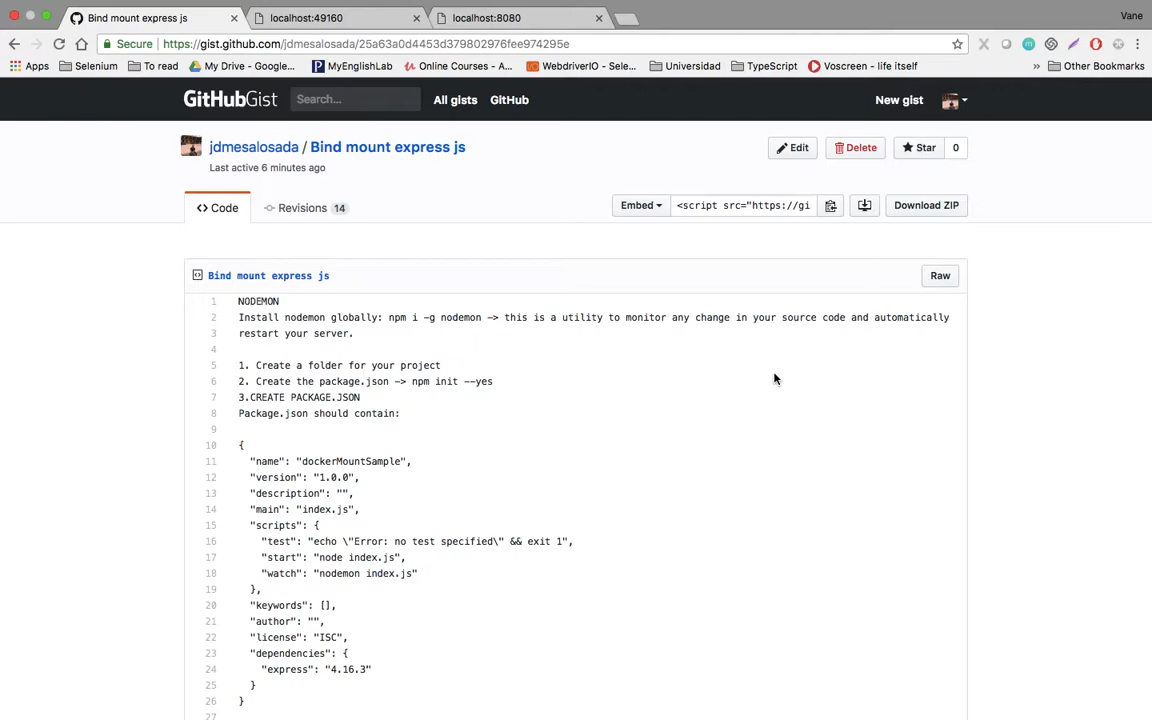 Bind mount express js
localhost:49160
localhost:8080
Vane
Secure
https://gist.github.com/jdmesalosada/25a63a0d4453d379802976fee974295e
Apps
Selenium
To read
My Drive - Google...
MyEnglishLab
Online Courses - A...
WebdriverIO - Sele...
Universidad
TypeScript
Voscreen - life itself
»
Other Bookmarks
GitHubGist
Search...
All gists
GitHub
New gist
jdmesalosada / Bind mount express js
Last active 6 minutes ago
Edit
Delete
Star
0
<> Code
Revisions 14
Embed
<script src="https://gi
Download ZIP
Bind mount express js
Raw
1 NODEMON
2 Install nodemon globally: npm i -g nodemon -> this is a utility to monitor any change in your source code and automatically
3 restart your server.
4
5 1. Create a folder for your project
6 2. Create the package.json -> npm init --yes
7 3.CREATE PACKAGE.JSON
8 Package.json should contain:
9
10 {
11 "name": "dockerMountSample",
12 "version": "1.0.0",
13 "description": "",
14 "main": "index.js",
15 "scripts": {
16 "test": "echo \"Error: no test specified\" && exit 1",
17 "start": "node index.js",
18 "watch": "nodemon index.js"
19 },
20 "keywords": [],
21 "author": "",
22 "license": "ISC",
23 "dependencies": {
24 "express": "4.16.3"
25 }
26 }
27